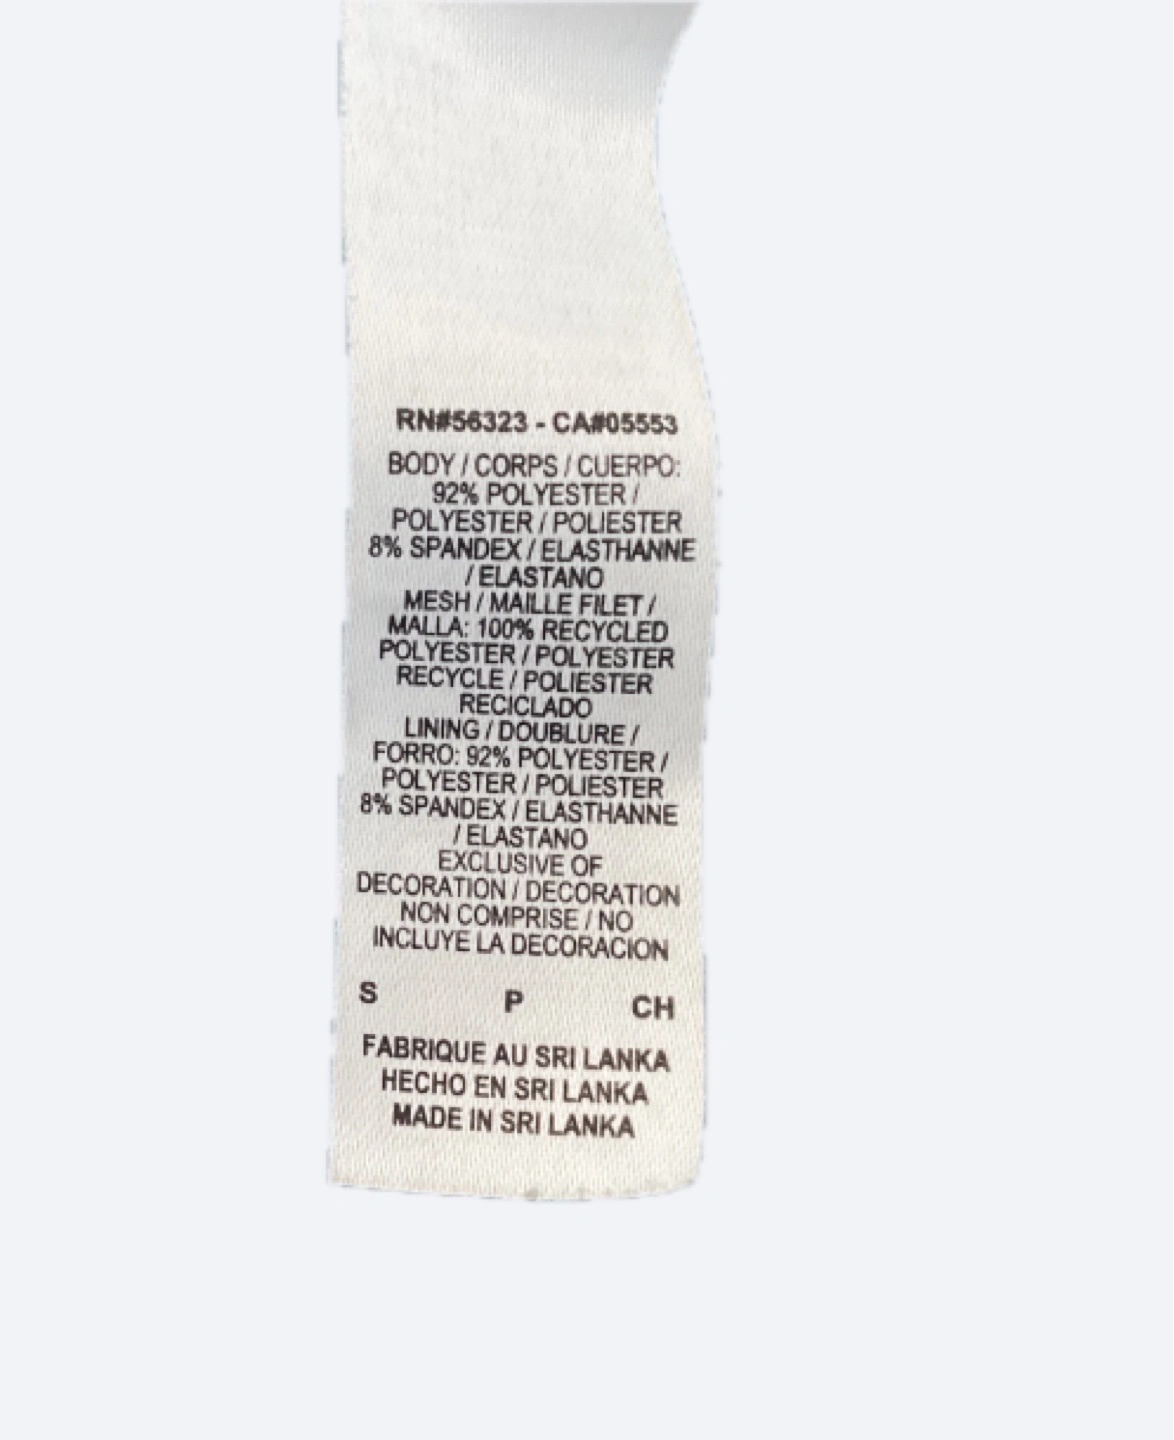 RN#56323 - CA#05553
BODY / CORPS / CUERPO:
92% POLYESTER /
POLYESTER / POLIESTER
8% SPANDEX / ELASTHANNE
/ ELASTANO
MESH / MAILLE FILET /
MALLA: 100% RECYCLED
POLYESTER / POLYESTER
RECYCLE / POLIESTER
RECICLADO
LINING / DOUBLURE /
FORRO: 92% POLYESTER /
POLYESTER / POLIESTER
8% SPANDEX / ELASTHANNE
/ ELASTANO
EXCLUSIVE OF
DECORATION / DECORATION
NON COMPRISE / NO
INCLUYE LA DECORACION
S P CH
FABRIQUE AU SRI LANKA
HECHO EN SRI LANKA
MADE IN SRI LANKA